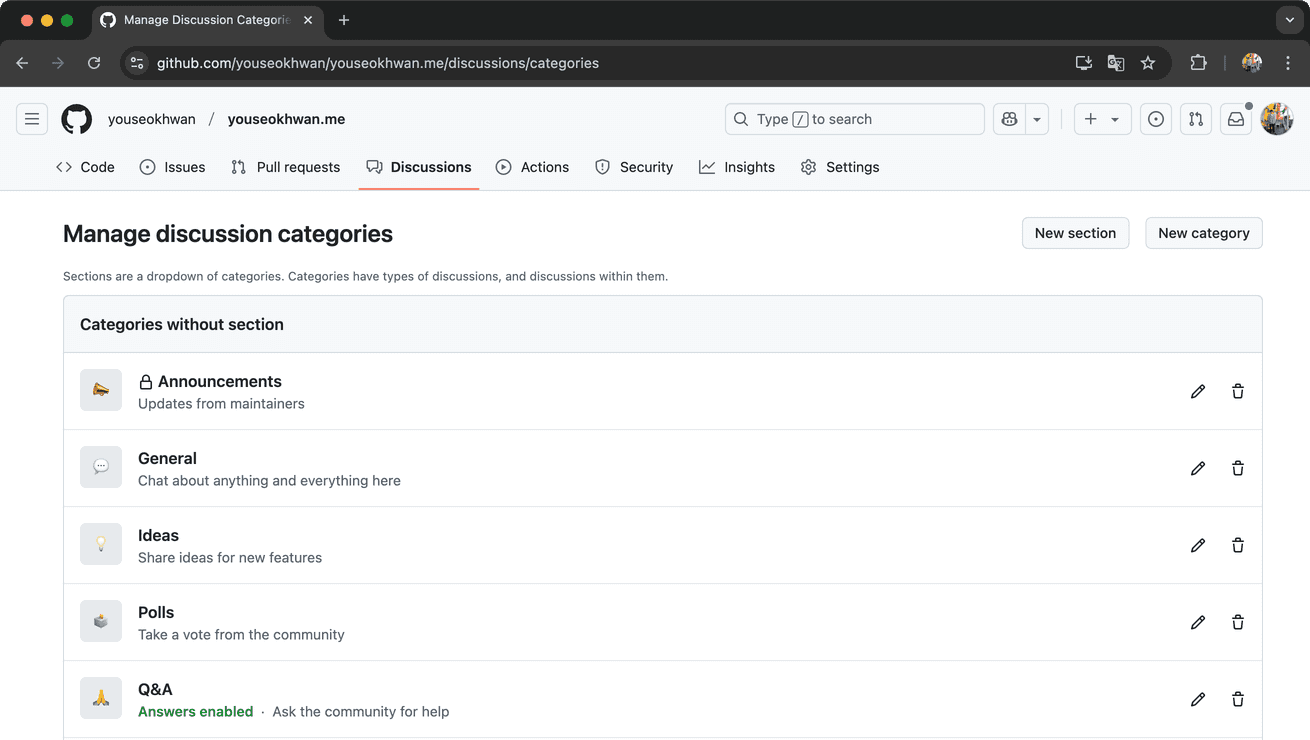 Manage Discussion Categorie
github.com/youseokhwan/youseokhwan.me/discussions/categories
youseokhwan / youseokhwan.me
Type / to search
Code Issues Pull requests Discussions Actions Security Insights Settings
Manage discussion categories
New section New category
Sections are a dropdown of categories. Categories have types of discussions, and discussions within them.
Categories without section
Announcements
Updates from maintainers
General
Chat about anything and everything here
Ideas
Share ideas for new features
Polls
Take a vote from the community
Q&A
Answers enabled · Ask the community for help